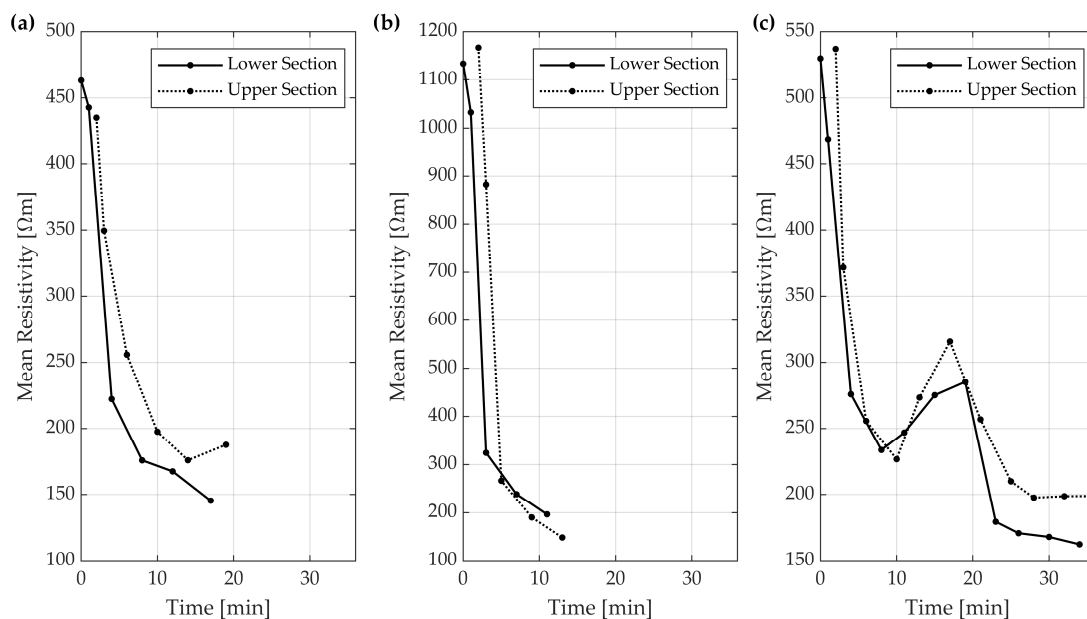 (a)
500
450
400
350
300
250
200
150
100
0
10
20
30
Mean Resistivity [Ωm]
Time [min]
Lower Section
Upper Section
(b)
1200
1100
1000
900
800
700
600
500
400
300
200
100
0
10
20
30
Mean Resistivity [Ωm]
Time [min]
Lower Section
Upper Section
(c)
550
500
450
400
350
300
250
200
150
0
10
20
30
Mean Resistivity [Ωm]
Time [min]
Lower Section
Upper Section